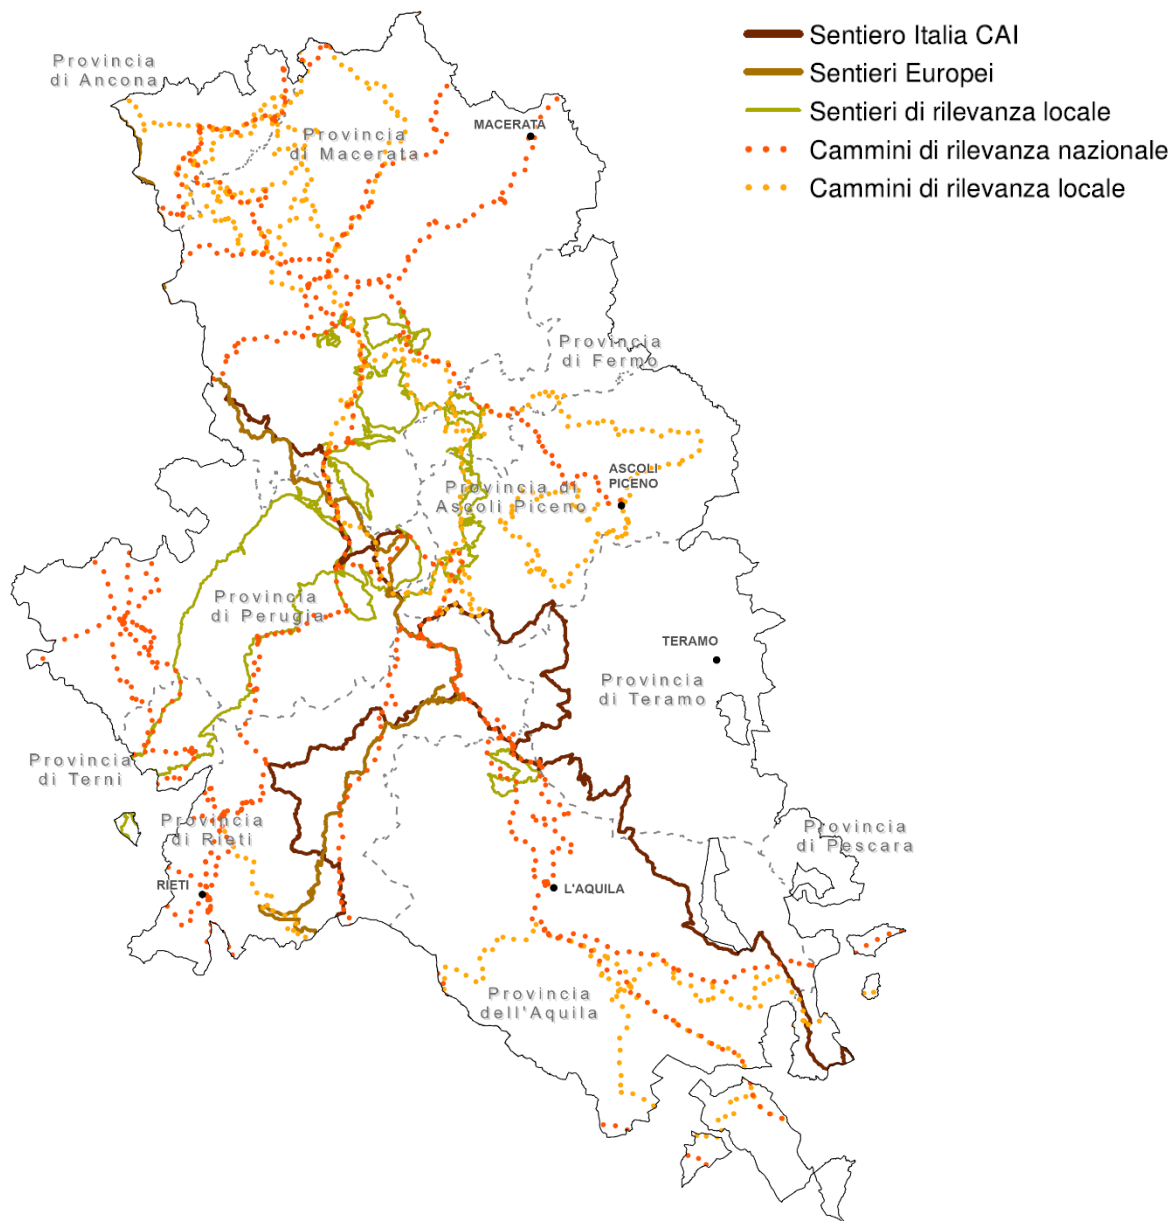 Sentiero Italia CAI
Sentieri Europei
Sentieri di rilevanza locale
Cammini di rilevanza nazionale
Cammini di rilevanza locale
Provincia
di Ancona
MACERATA
Provincia
di Macerata
Provincia
di Fermo
ASCOLI
PICENO
Provincia di
Ascoli Piceno
Provincia
di Perugia
TERAMO
Provincia
di Teramo
Provincia
di Terni
Provincia
di Rieti
Provincia
di Pescara
RIETI
L'AQUILA
Provincia
dell'Aquila